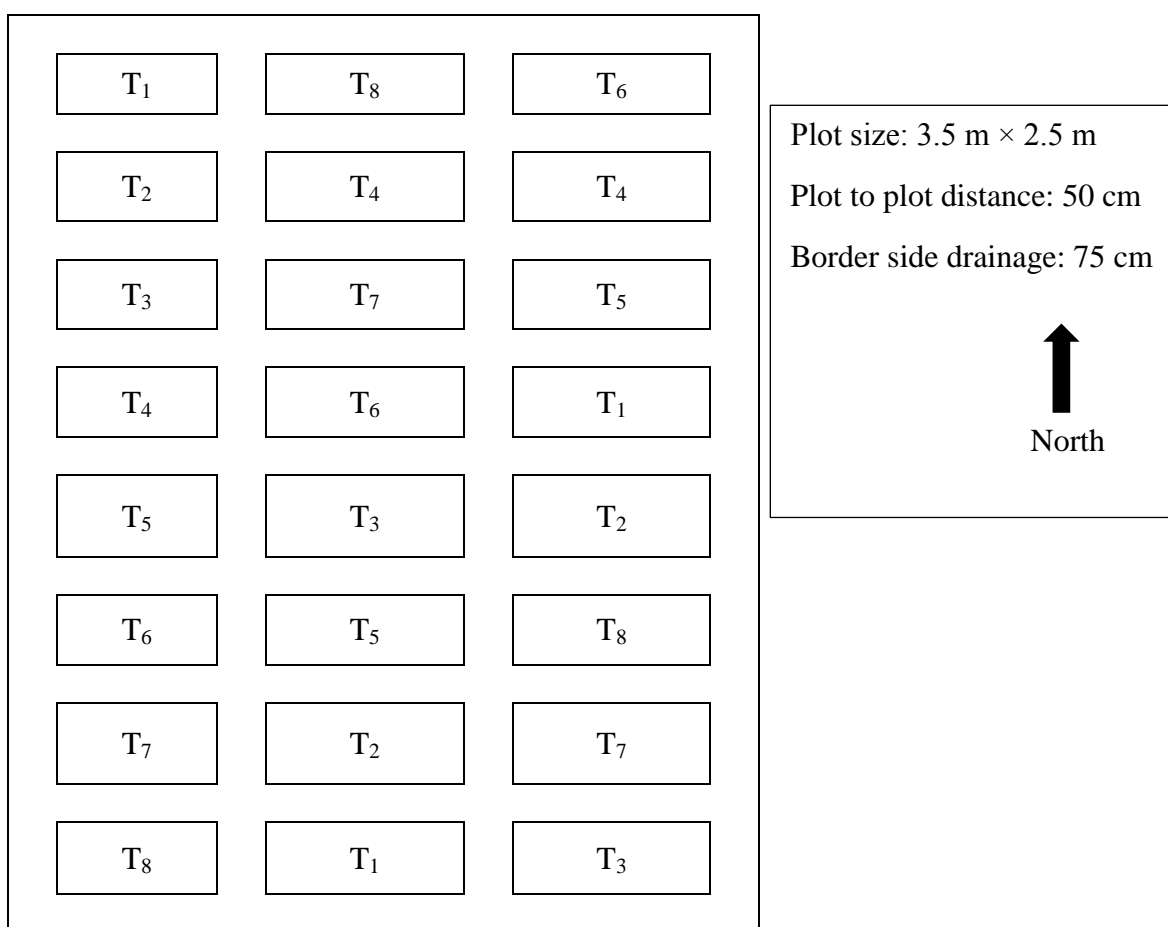 T₁ T₈ T₆
T₂ T₄ T₄
T₃ T₇ T₅
T₄ T₆ T₁
T₅ T₃ T₂
T₆ T₅ T₈
T₇ T₂ T₇
T₈ T₁ T₃
Plot size: 3.5 m × 2.5 m
Plot to plot distance: 50 cm
Border side drainage: 75 cm
North